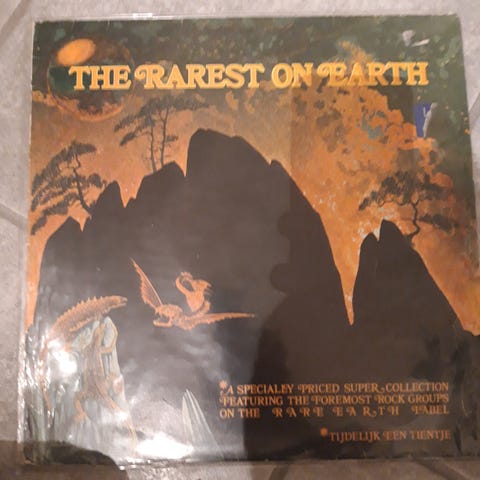 THE RAREST ON EARTH
*A SPECIALEY PRICED SUPER-COLLECTION
FEATURING THE FOREMOST ROCK GROUPS
ON THE RARE EARTH LABEL
*TIJDELIJK EEN TIENTJE